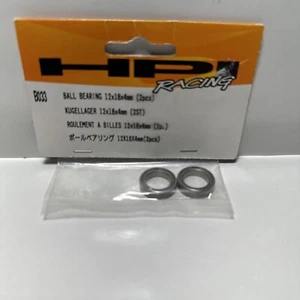 HPI
RACING
B033
BALL BEARING 12x18x4mm (2pcs)
KUGELLAGER 12x18x4mm (2ST)
ROULEMENT A BILLES 12x18x4mm (2p.)
ボールベアリング 12X18X4mm(2pcs)